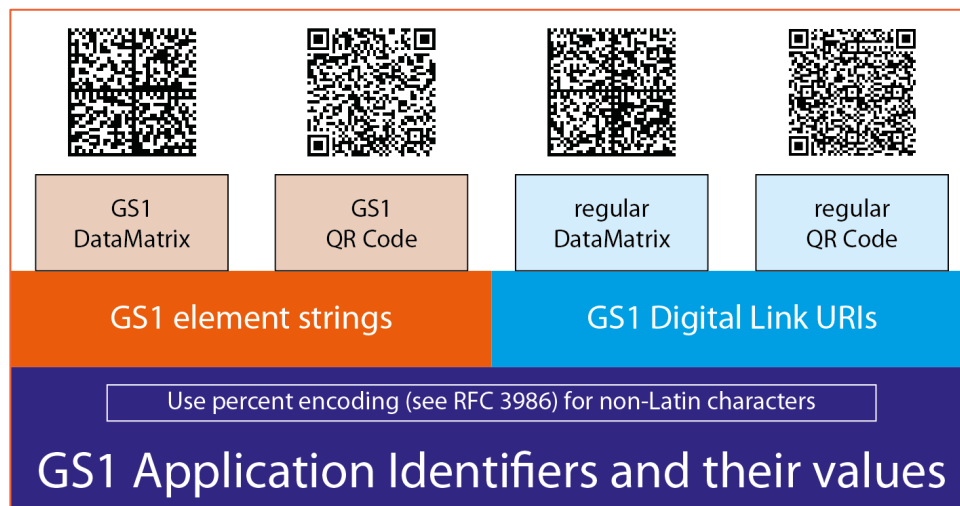 GS1
DataMatrix
GS1
QR Code
regular
DataMatrix
regular
QR Code
GS1 element strings
GS1 Digital Link URIs
Use percent encoding (see RFC 3986) for non-Latin characters
GS1 Application Identifiers and their values